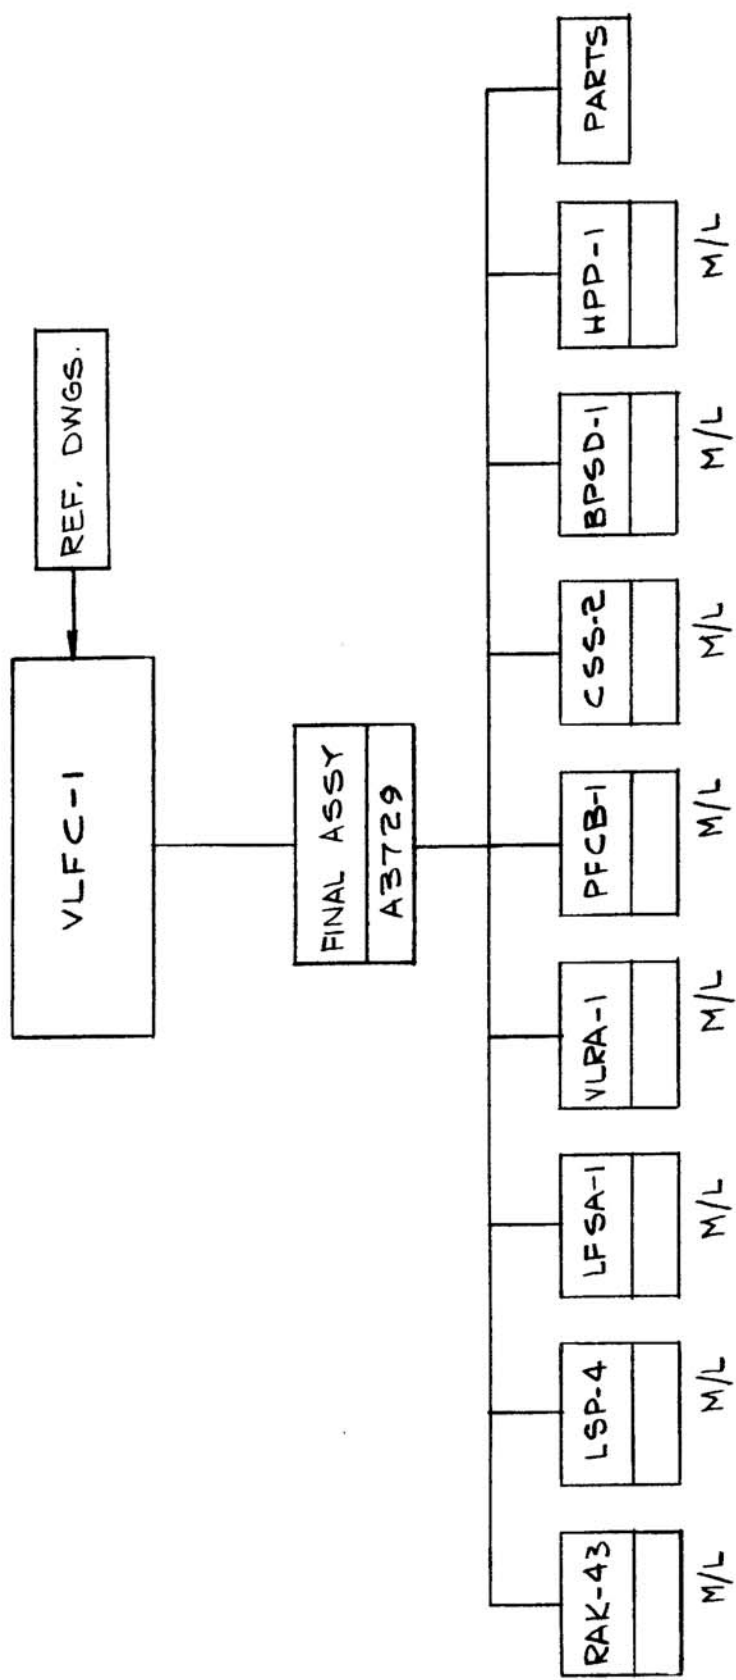 VLFC-1
REF. DWGS.
FINAL ASSY
A3729
RAK-43
LSP-4
LFSA-1
VLRA-1
PFCB-1
CSS-2
BPSD-1
HPP-1
PARTS
M/L
M/L
M/L
M/L
M/L
M/L
M/L
M/L